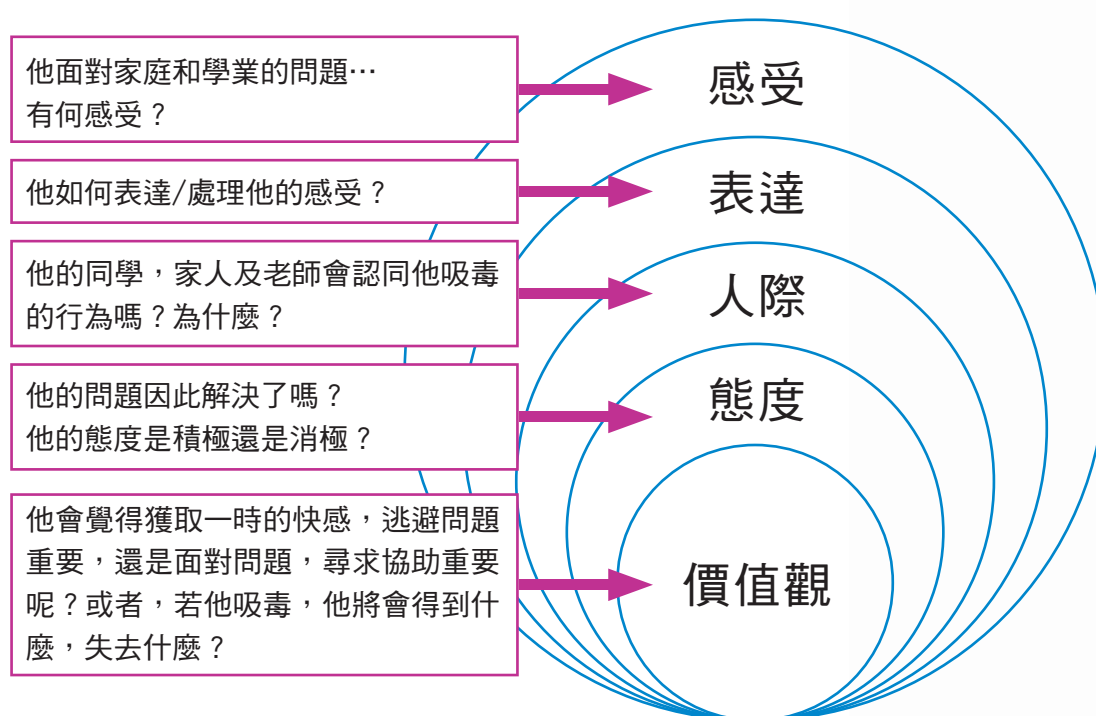 他面對家庭和學業的問題…
有何感受？
感受
他如何表達/處理他的感受？
表達
他的同學，家人及老師會認同他吸毒
的行為嗎？為什麼？
人際
他的問題因此解決了嗎？
他的態度是積極還是消極？
態度
他會覺得獲取一時的快感，逃避問題
重要，還是面對問題，尋求協助重要
呢？或者，若他吸毒，他將會得到什
麼，失去什麼？
價值觀